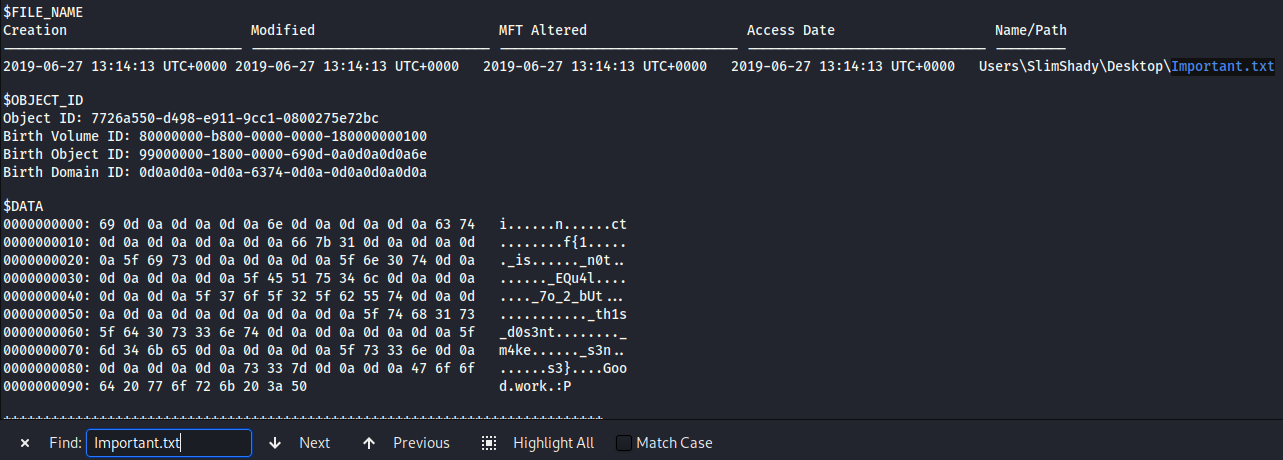 $FILE_NAME
Creation Modified MFT Altered Access Date Name/Path
------------------------------ ------------------------------ ------------------------------ ------------------------------ ---------
2019-06-27 13:14:13 UTC+0000 2019-06-27 13:14:13 UTC+0000 2019-06-27 13:14:13 UTC+0000 2019-06-27 13:14:13 UTC+0000 Users\SlimShady\Desktop\Important.txt
$OBJECT_ID
Object ID: 7726a550-d498-e911-9cc1-0800275e72bc
Birth Volume ID: 80000000-b800-0000-0000-180000000100
Birth Object ID: 99000000-1800-0000-690d-0a0d0a0d0a6e
Birth Domain ID: 0d0a0d0a-0d0a-6374-0d0a-0d0a0d0a0d0a
$DATA
0000000000: 69 0d 0a 0d 0a 0d 0a 6e 0d 0a 0d 0a 0d 0a 63 74 i......n......ct
0000000010: 0d 0a 0d 0a 0d 0a 0d 0a 66 7b 31 0d 0a 0d 0a 0d ........f{1.....
0000000020: 0a 5f 69 73 0d 0a 0d 0a 0d 0a 5f 6e 30 74 0d 0a ._is......_n0t..
0000000030: 0d 0a 0d 0a 0d 0a 5f 45 51 75 34 6c 0d 0a 0d 0a ......_EQu4l....
0000000040: 0d 0a 0d 0a 5f 37 6f 5f 32 5f 62 55 74 0d 0a 0d ...._7o_2_bUt...
0000000050: 0a 0d 0a 0d 0a 0d 0a 0d 0a 0d 0a 5f 74 68 31 73 ..........._th1s
0000000060: 5f 64 30 73 33 6e 74 0d 0a 0d 0a 0d 0a 0d 0a 5f _d0s3nt........_
0000000070: 6d 34 6b 65 0d 0a 0d 0a 0d 0a 5f 73 33 6e 0d 0a m4ke......_s3n..
0000000080: 0d 0a 0d 0a 0d 0a 73 33 7d 0d 0a 0d 0a 47 6f 6f ......s3}....Goo
0000000090: 64 20 77 6f 72 6b 20 3a 50 d.work.:P
Find: Important.txt Next Previous Highlight All Match Case